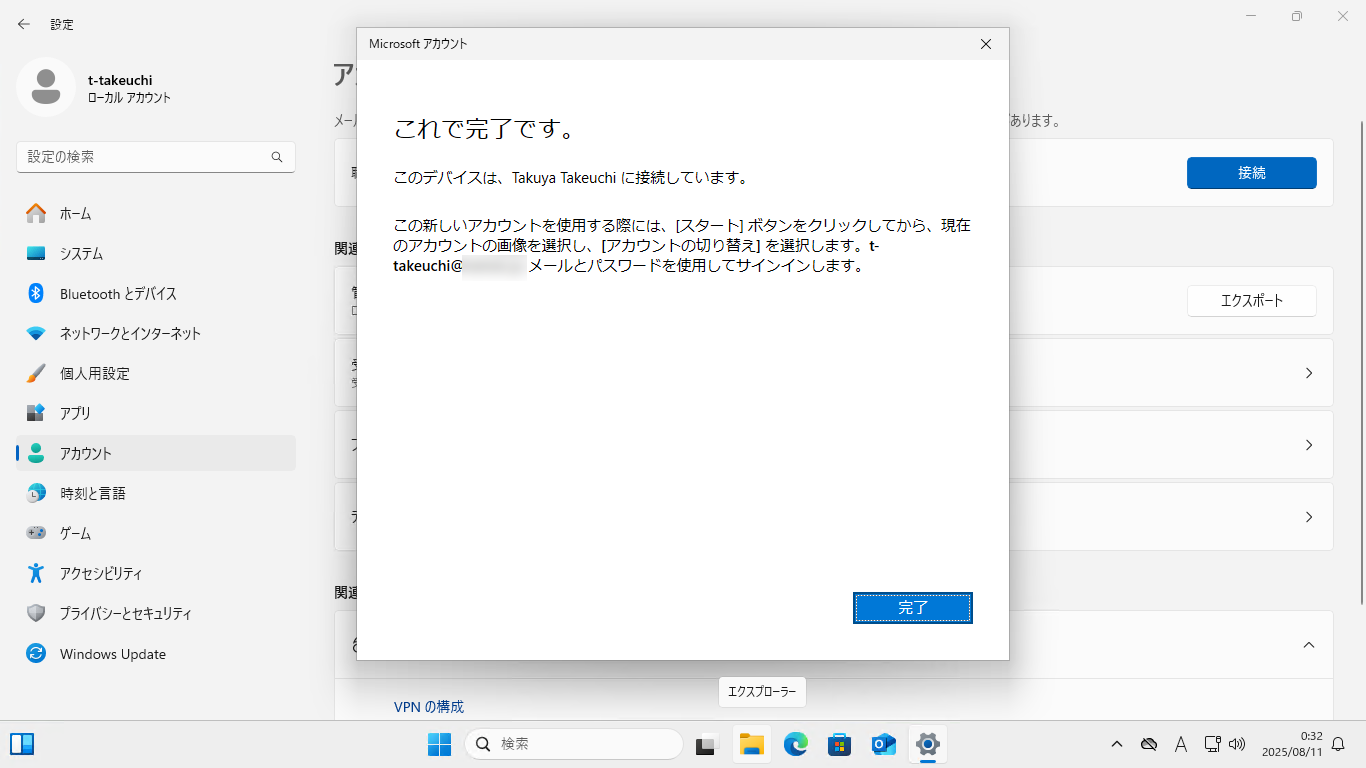 設定
t-takeuchi
ローカル アカウント
設定の検索
ホーム
システム
Bluetooth とデバイス
ネットワークとインターネット
個人用設定
アプリ
アカウント
時刻と言語
ゲーム
アクセシビリティ
プライバシーとセキュリティ
Windows Update
メール
あります。
接続
エクスポート
VPN の構成
Microsoft アカウント
これで完了です。
このデバイスは、Takuya Takeuchi に接続しています。
この新しいアカウントを使用する際には、[スタート] ボタンをクリックしてから、現在
のアカウントの画像を選択し、[アカウントの切り替え] を選択します。t-
takeuchi@ メールとパスワードを使用してサインインします。
完了
エクスプローラー
検索
A
0:32
2025/08/11